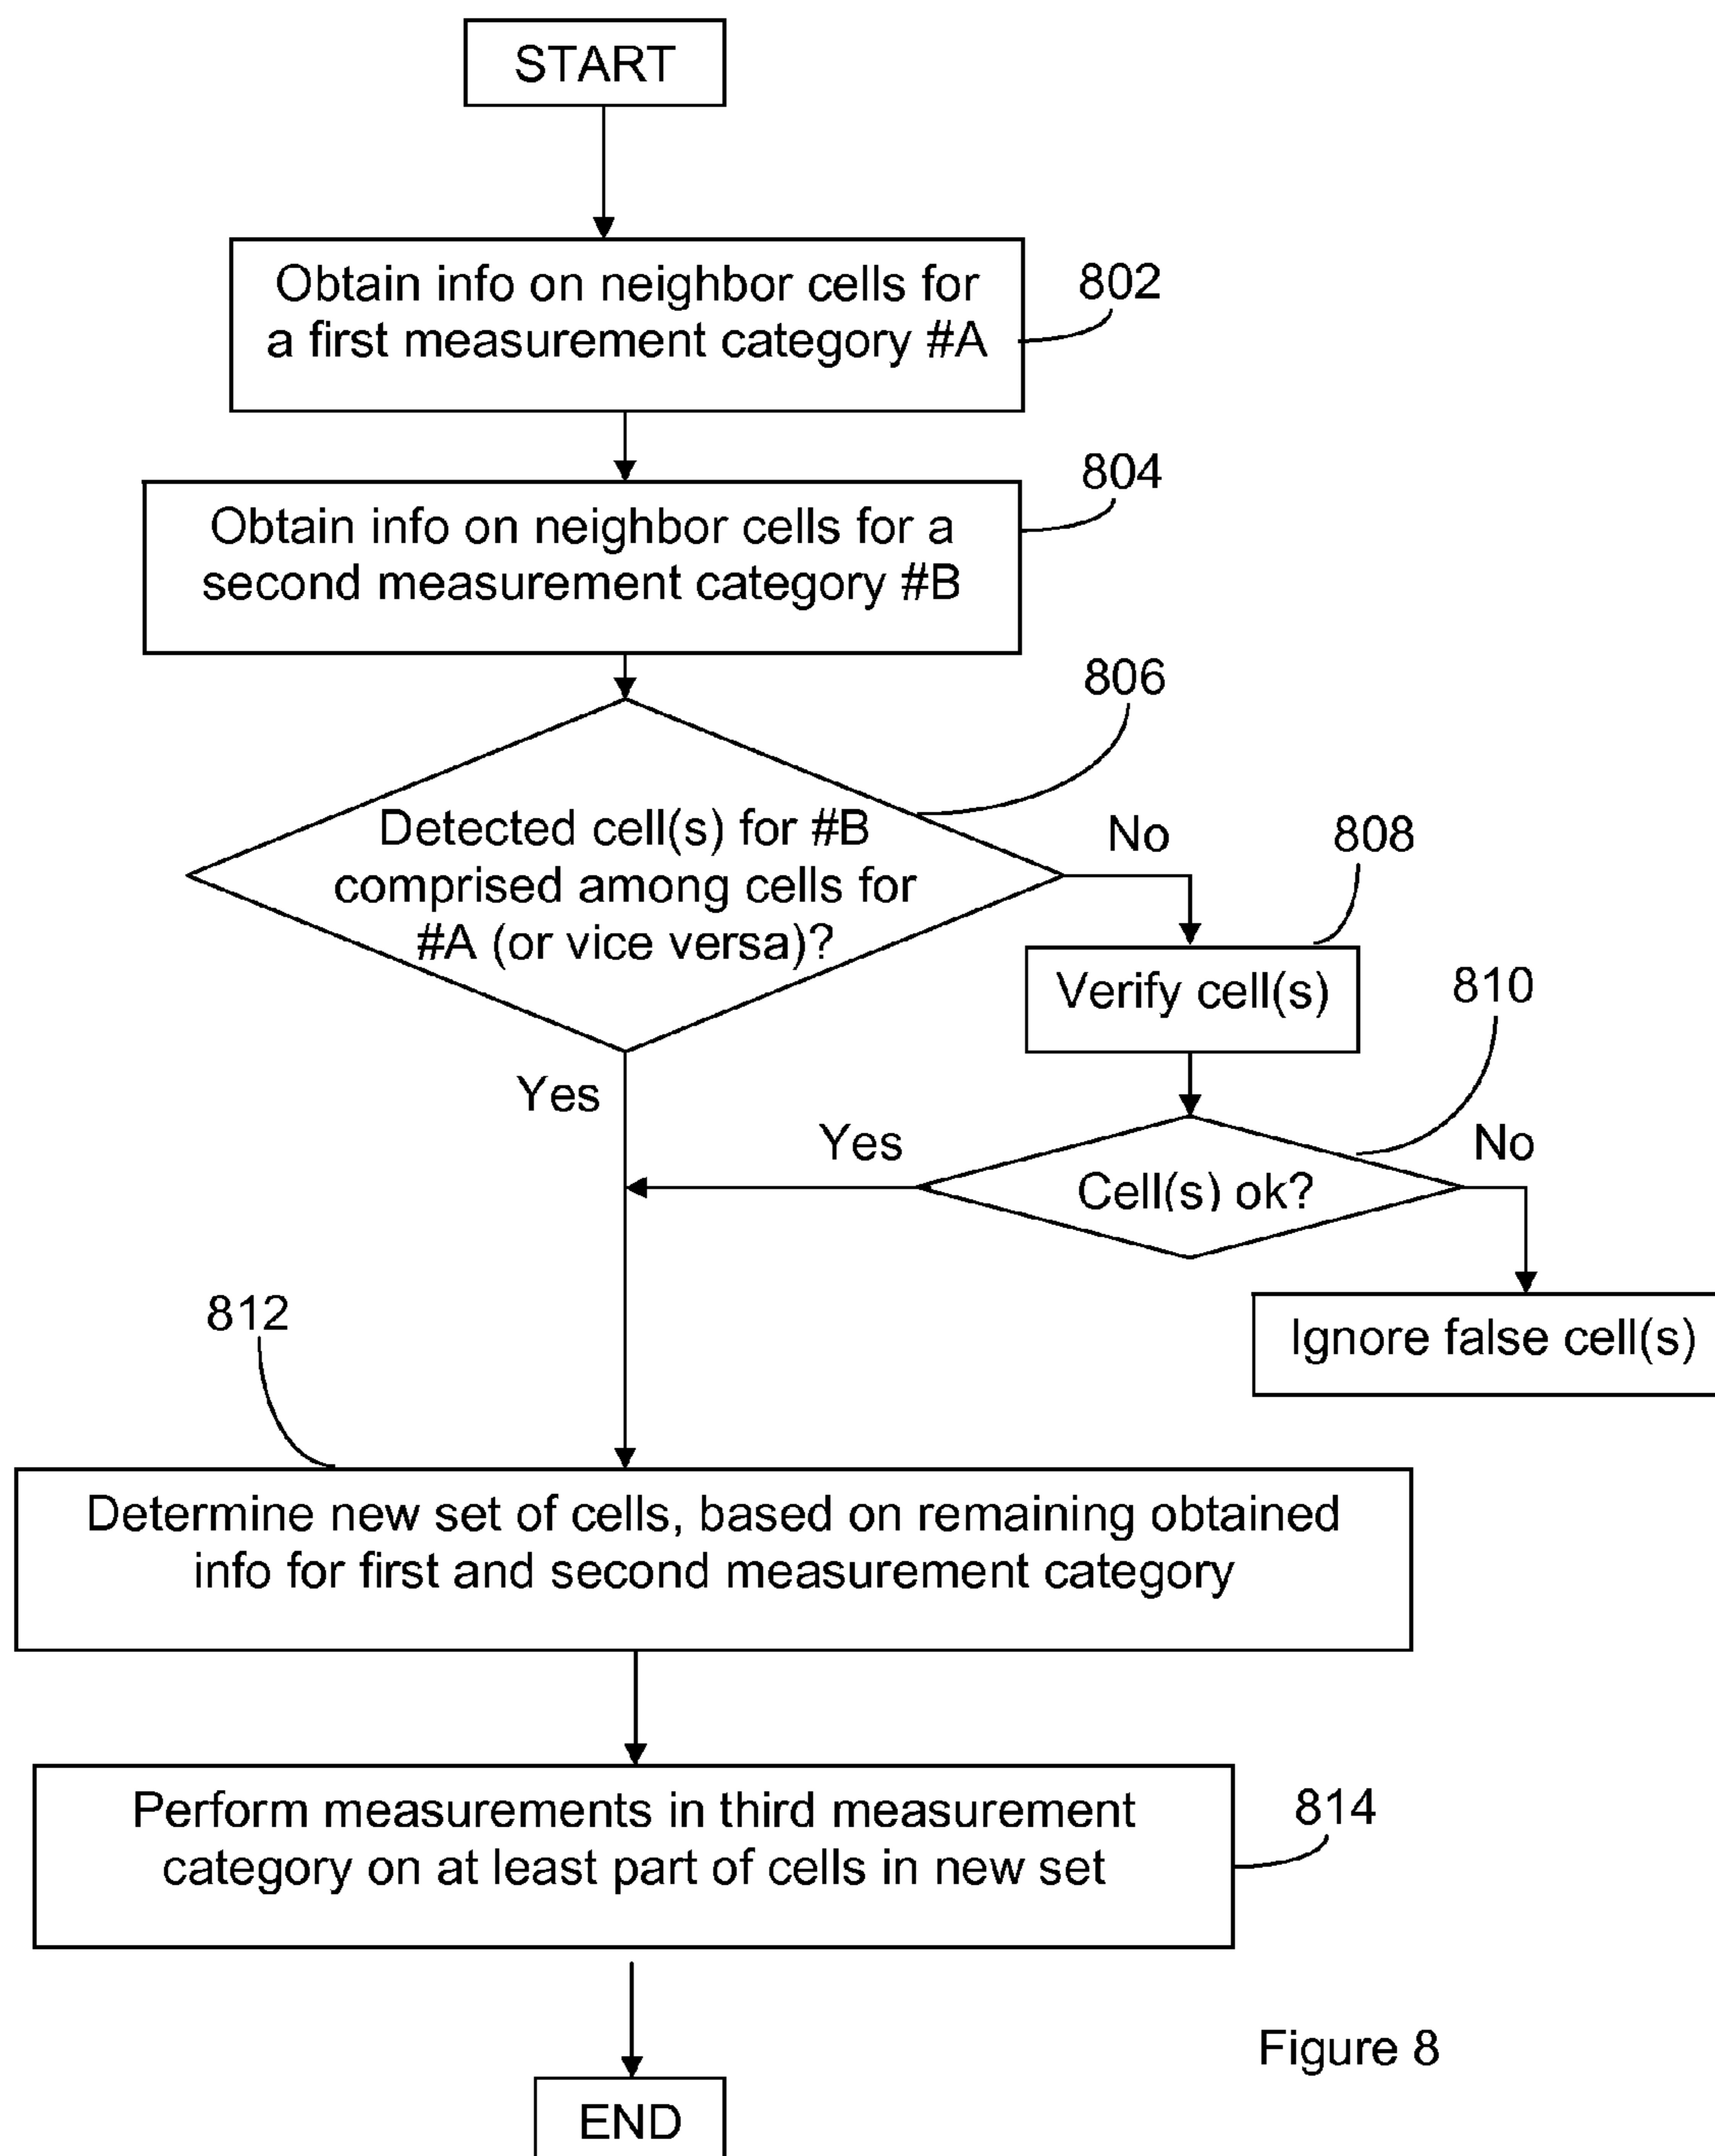 START
Obtain info on neighbor cells for
a first measurement category #A
802
Obtain info on neighbor cells for a
second measurement category #B
804
806
Detected cell(s) for #B
comprised among cells for
#A (or vice versa)?
No
808
Verify cell(s)
810
Yes
Yes
No
Cell(s) ok?
Ignore false cell(s)
812
Determine new set of cells, based on remaining obtained
info for first and second measurement category
Perform measurements in third measurement
category on at least part of cells in new set
814
Figure 8
END